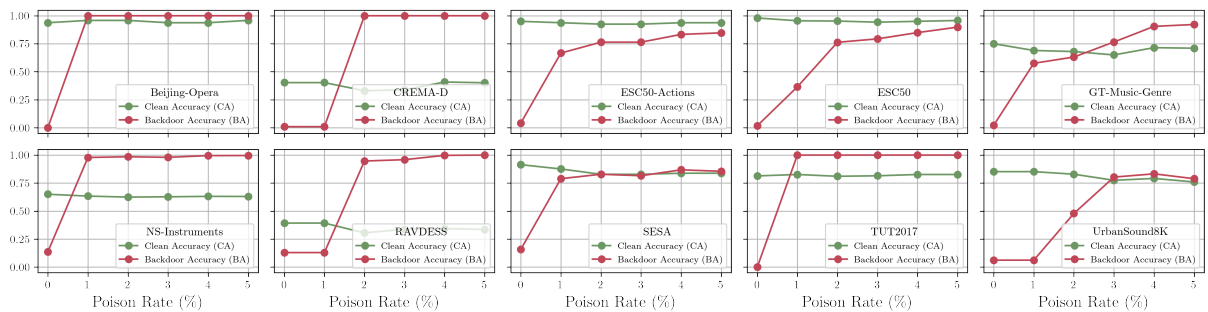 1.00
0.75
0.50
0.25
0.00
Beijing-Opera
Clean Accuracy (CA)
Backdoor Accuracy (BA)
CREMA-D
Clean Accuracy (CA)
Backdoor Accuracy (BA)
ESC50-Actions
Clean Accuracy (CA)
Backdoor Accuracy (BA)
ESC50
Clean Accuracy (CA)
Backdoor Accuracy (BA)
GT-Music-Genre
Clean Accuracy (CA)
Backdoor Accuracy (BA)
1.00
0.75
0.50
0.25
0.00
NS-Instruments
Clean Accuracy (CA)
Backdoor Accuracy (BA)
0 1 2 3 4 5
Poison Rate (%)
RAVDESS
Clean Accuracy (CA)
Backdoor Accuracy (BA)
0 1 2 3 4 5
Poison Rate (%)
SESA
Clean Accuracy (CA)
Backdoor Accuracy (BA)
0 1 2 3 4 5
Poison Rate (%)
TUT2017
Clean Accuracy (CA)
Backdoor Accuracy (BA)
0 1 2 3 4 5
Poison Rate (%)
UrbanSound8K
Clean Accuracy (CA)
Backdoor Accuracy (BA)
0 1 2 3 4 5
Poison Rate (%)